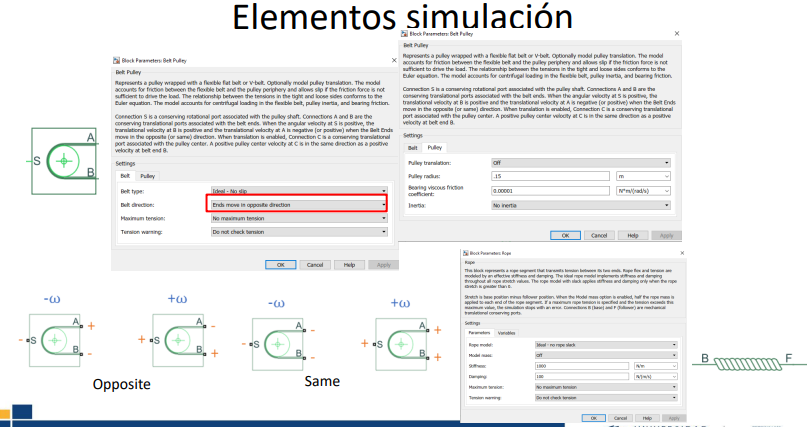 Elementos simulación
Block Parameters: Belt Pulley
Belt Pulley
Represents a pulley wrapped with a flexible flat belt or V-belt. Optionally model pulley translation. The model
accounts for friction between the flexible belt and the pulley periphery and allows slip if the friction force is not
sufficient to drive the load. The relationship between the tensions in the tight and loose sides conforms to the
Euler equation. The model accounts for centrifugal loading in the flexible belt, pulley inertia, and bearing friction.
Connection S is a conserving rotational port associated with the pulley shaft. Connections A and B are the
conserving translational ports associated with the belt ends. When the angular velocity at S is positive, the
translational velocity at B is positive and the translational velocity at A is negative (or positive) when the Belt Ends
move in the opposite (or same) direction. When translation is enabled, Connection C is a conserving translational
port associated with the pulley center. A positive pulley center velocity at C is in the same direction as a positive
velocity at belt end B.
Settings
Belt Pulley
Belt type: Ideal - No slip
Belt direction: Ends move in opposite direction
Maximum tension: No maximum tension
Tension warning: Do not check tension
OK Cancel Help Apply
Block Parameters: Belt Pulley
Belt Pulley
Represents a pulley wrapped with a flexible flat belt or V-belt. Optionally model pulley translation. The model
accounts for friction between the flexible belt and the pulley periphery and allows slip if the friction force is not
sufficient to drive the load. The relationship between the tensions in the tight and loose sides conforms to the
Euler equation. The model accounts for centrifugal loading in the flexible belt, pulley inertia, and bearing friction.
Connection S is a conserving rotational port associated with the pulley shaft. Connections A and B are the
conserving translational ports associated with the belt ends. When the angular velocity at S is positive, the
translational velocity at B is positive and the translational velocity at A is negative (or positive) when the Belt Ends
move in the opposite (or same) direction. When translation is enabled, Connection C is a conserving translational
port associated with the pulley center. A positive pulley center velocity at C is in the same direction as a positive
velocity at belt end B.
Settings
Belt Pulley
Pulley translation: Off
Pulley radius: .15 m
Bearing viscous friction
coefficient: 0.00001 N*m/(rad/s)
Inertia: No inertia
OK Cancel Help Apply
A
S
B
Block Parameters: Rope
Rope
This block represents a rope segment that transmits tension between its two ends. Rope flex and tension are
modeled by an effective stiffness and damping. The ideal rope model implements stiffness and damping
throughout all rope stretch values. The rope model with slack applies stiffness and damping only when the rope
stretch is greater than 0.
Stretch is base position minus follower position. When the Model mass option is enabled, half the rope mass is
applied to each end of the rope segment. If a maximum rope tension is specified and the tension exceeds this
maximum value, the simulation stops with an error. Connections B (base) and F (follower) are mechanical
translational conserving ports.
Settings
Parameters Variables
Rope model: Ideal - no rope slack
Model mass: Off
Stiffness: 1000 N/m
Damping: 100 N/(m/s)
Maximum tension: No maximum tension
Tension warning: Do not check tension
OK Cancel Help Apply
B F
-ω +ω -ω +ω
A + A - A - A +
- S + S - S + S
B - B + B - B +
Opposite Same